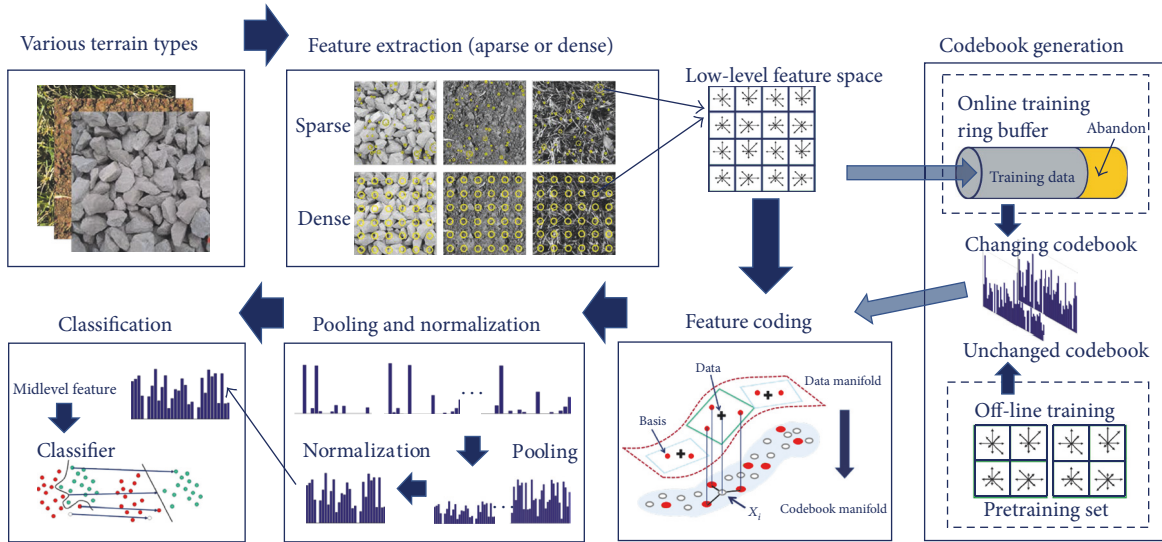 Various terrain types
Feature extraction (aparse or dense)
Sparse
Dense
Low-level feature space
Codebook generation
Online training
ring buffer
Abandon
Training data
Changing codebook
Unchanged codebook
Off-line training
Pretraining set
Feature coding
Data
Data manifold
Basis
X_i
Codebook manifold
Pooling and normalization
...
Normalization
Pooling
...
Classification
Midlevel feature
Classifier